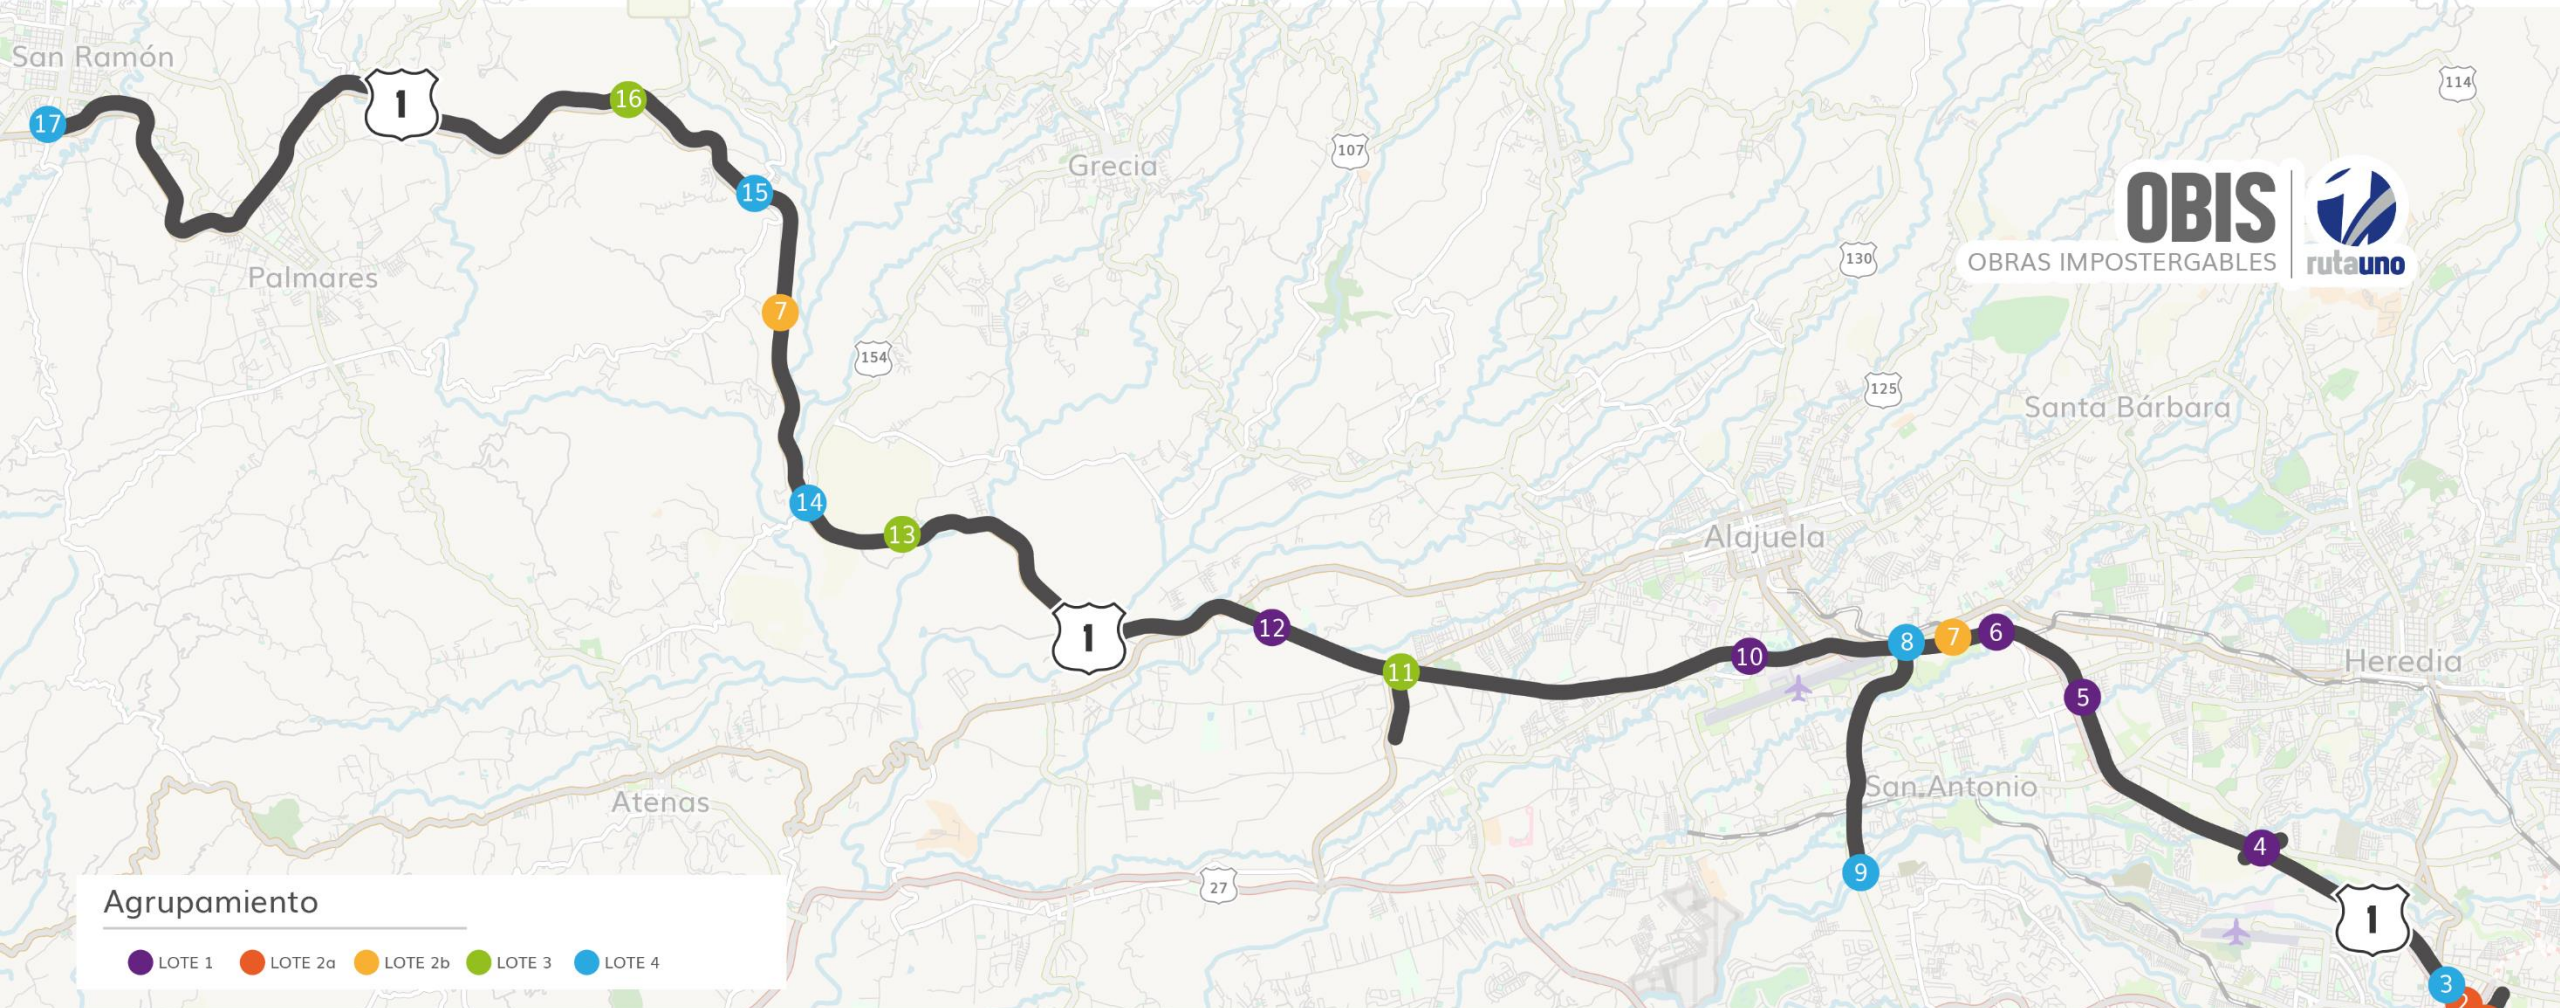 San Ramón
1
16
114
17
107
Grecia
15
OBIS
OBRAS IMPOSTERGABLES
rutauno
130
Palmares
7
154
125
Santa Bárbara
14
13
Alajuela
1
12
11
10
8
7
6
Heredia
5
San Antonio
Atenas
4
9
27
1
3
Agrupamiento
LOTE 1
LOTE 2a
LOTE 2b
LOTE 3
LOTE 4